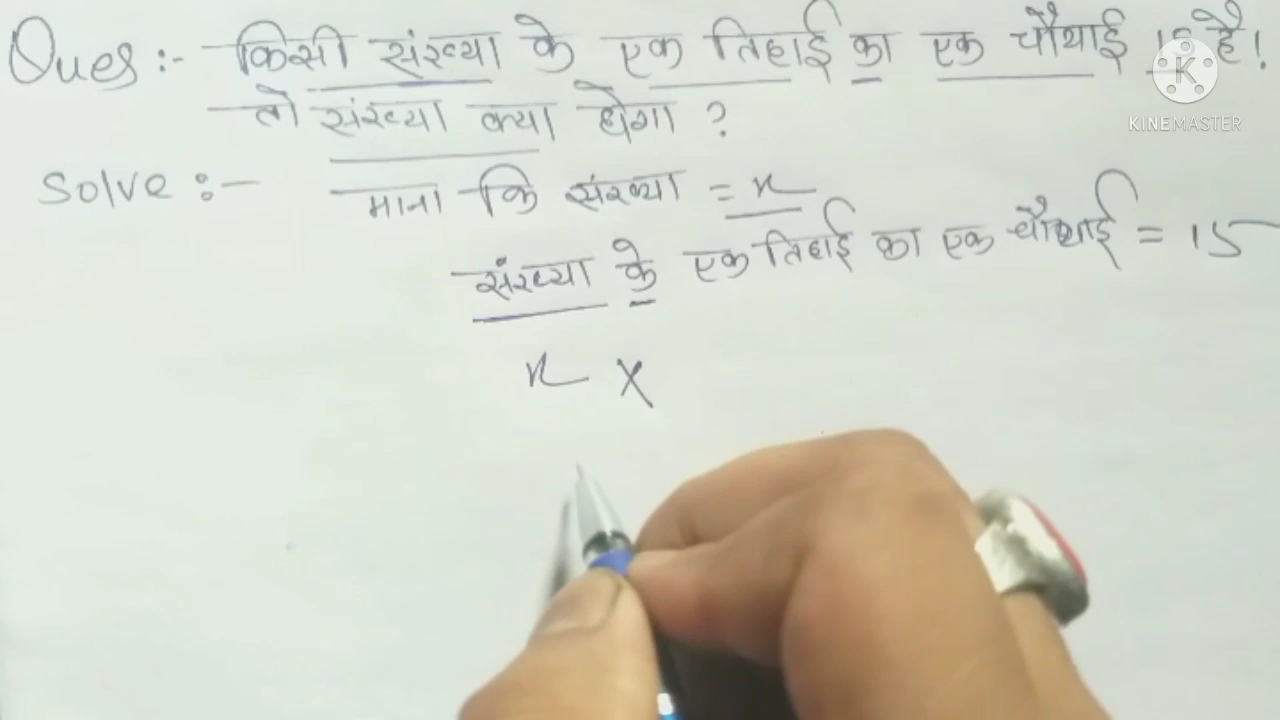 Ques :- किसी संख्या के एक तिहाई का एक चौथाई 15 है।
तो संख्या क्या होगा ?
KINEMASTER
Solve :- माना कि संख्या = x
संख्या के एक तिहाई का एक चौथाई = 15
x ×